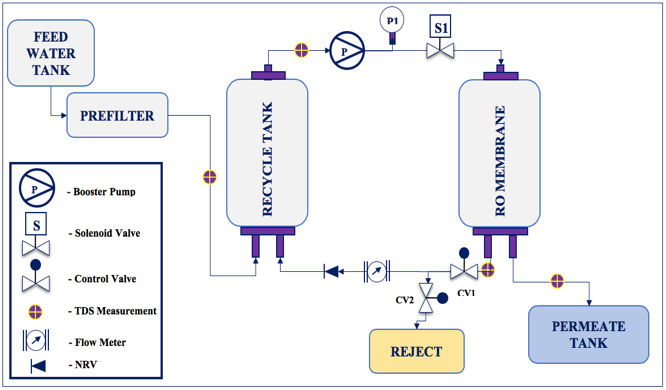 FEED
WATER
TANK
PREFILTER
P
P1
S1
RECYCLE TANK
RO MEMBRANE
P
- Booster Pump
S
- Solenoid Valve
- Control Valve
- TDS Measurement
- Flow Meter
- NRV
CV2
CV1
REJECT
PERMEATE
TANK